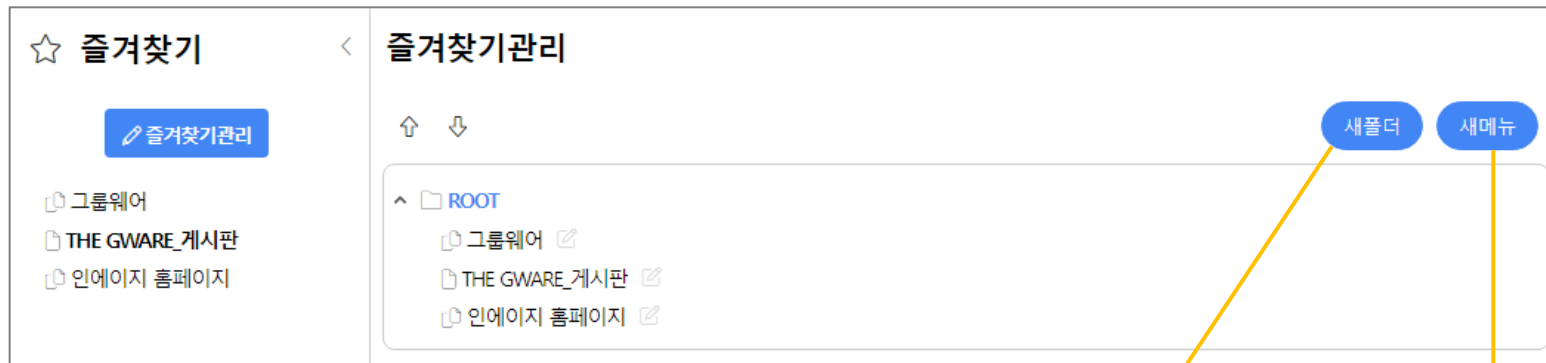 즐겨찾기
즐겨찾기관리
그룹웨어
THE GWARE_게시판
인에이지 홈페이지
즐겨찾기관리
새폴더 새메뉴
ROOT
그룹웨어
THE GWARE_게시판
인에이지 홈페이지